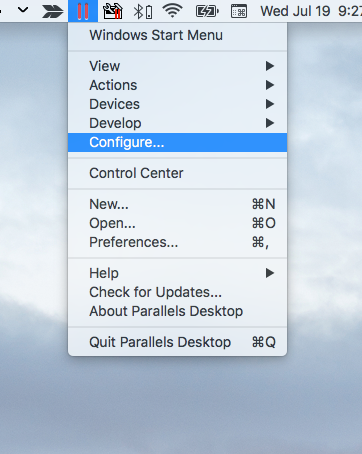 Wed Jul 19 9:27
Windows Start Menu
View
Actions
Devices
Develop
Configure...
Control Center
New... ⌘N
Open... ⌘O
Preferences... ⌘,
Help
Check for Updates...
About Parallels Desktop
Quit Parallels Desktop ⌘Q